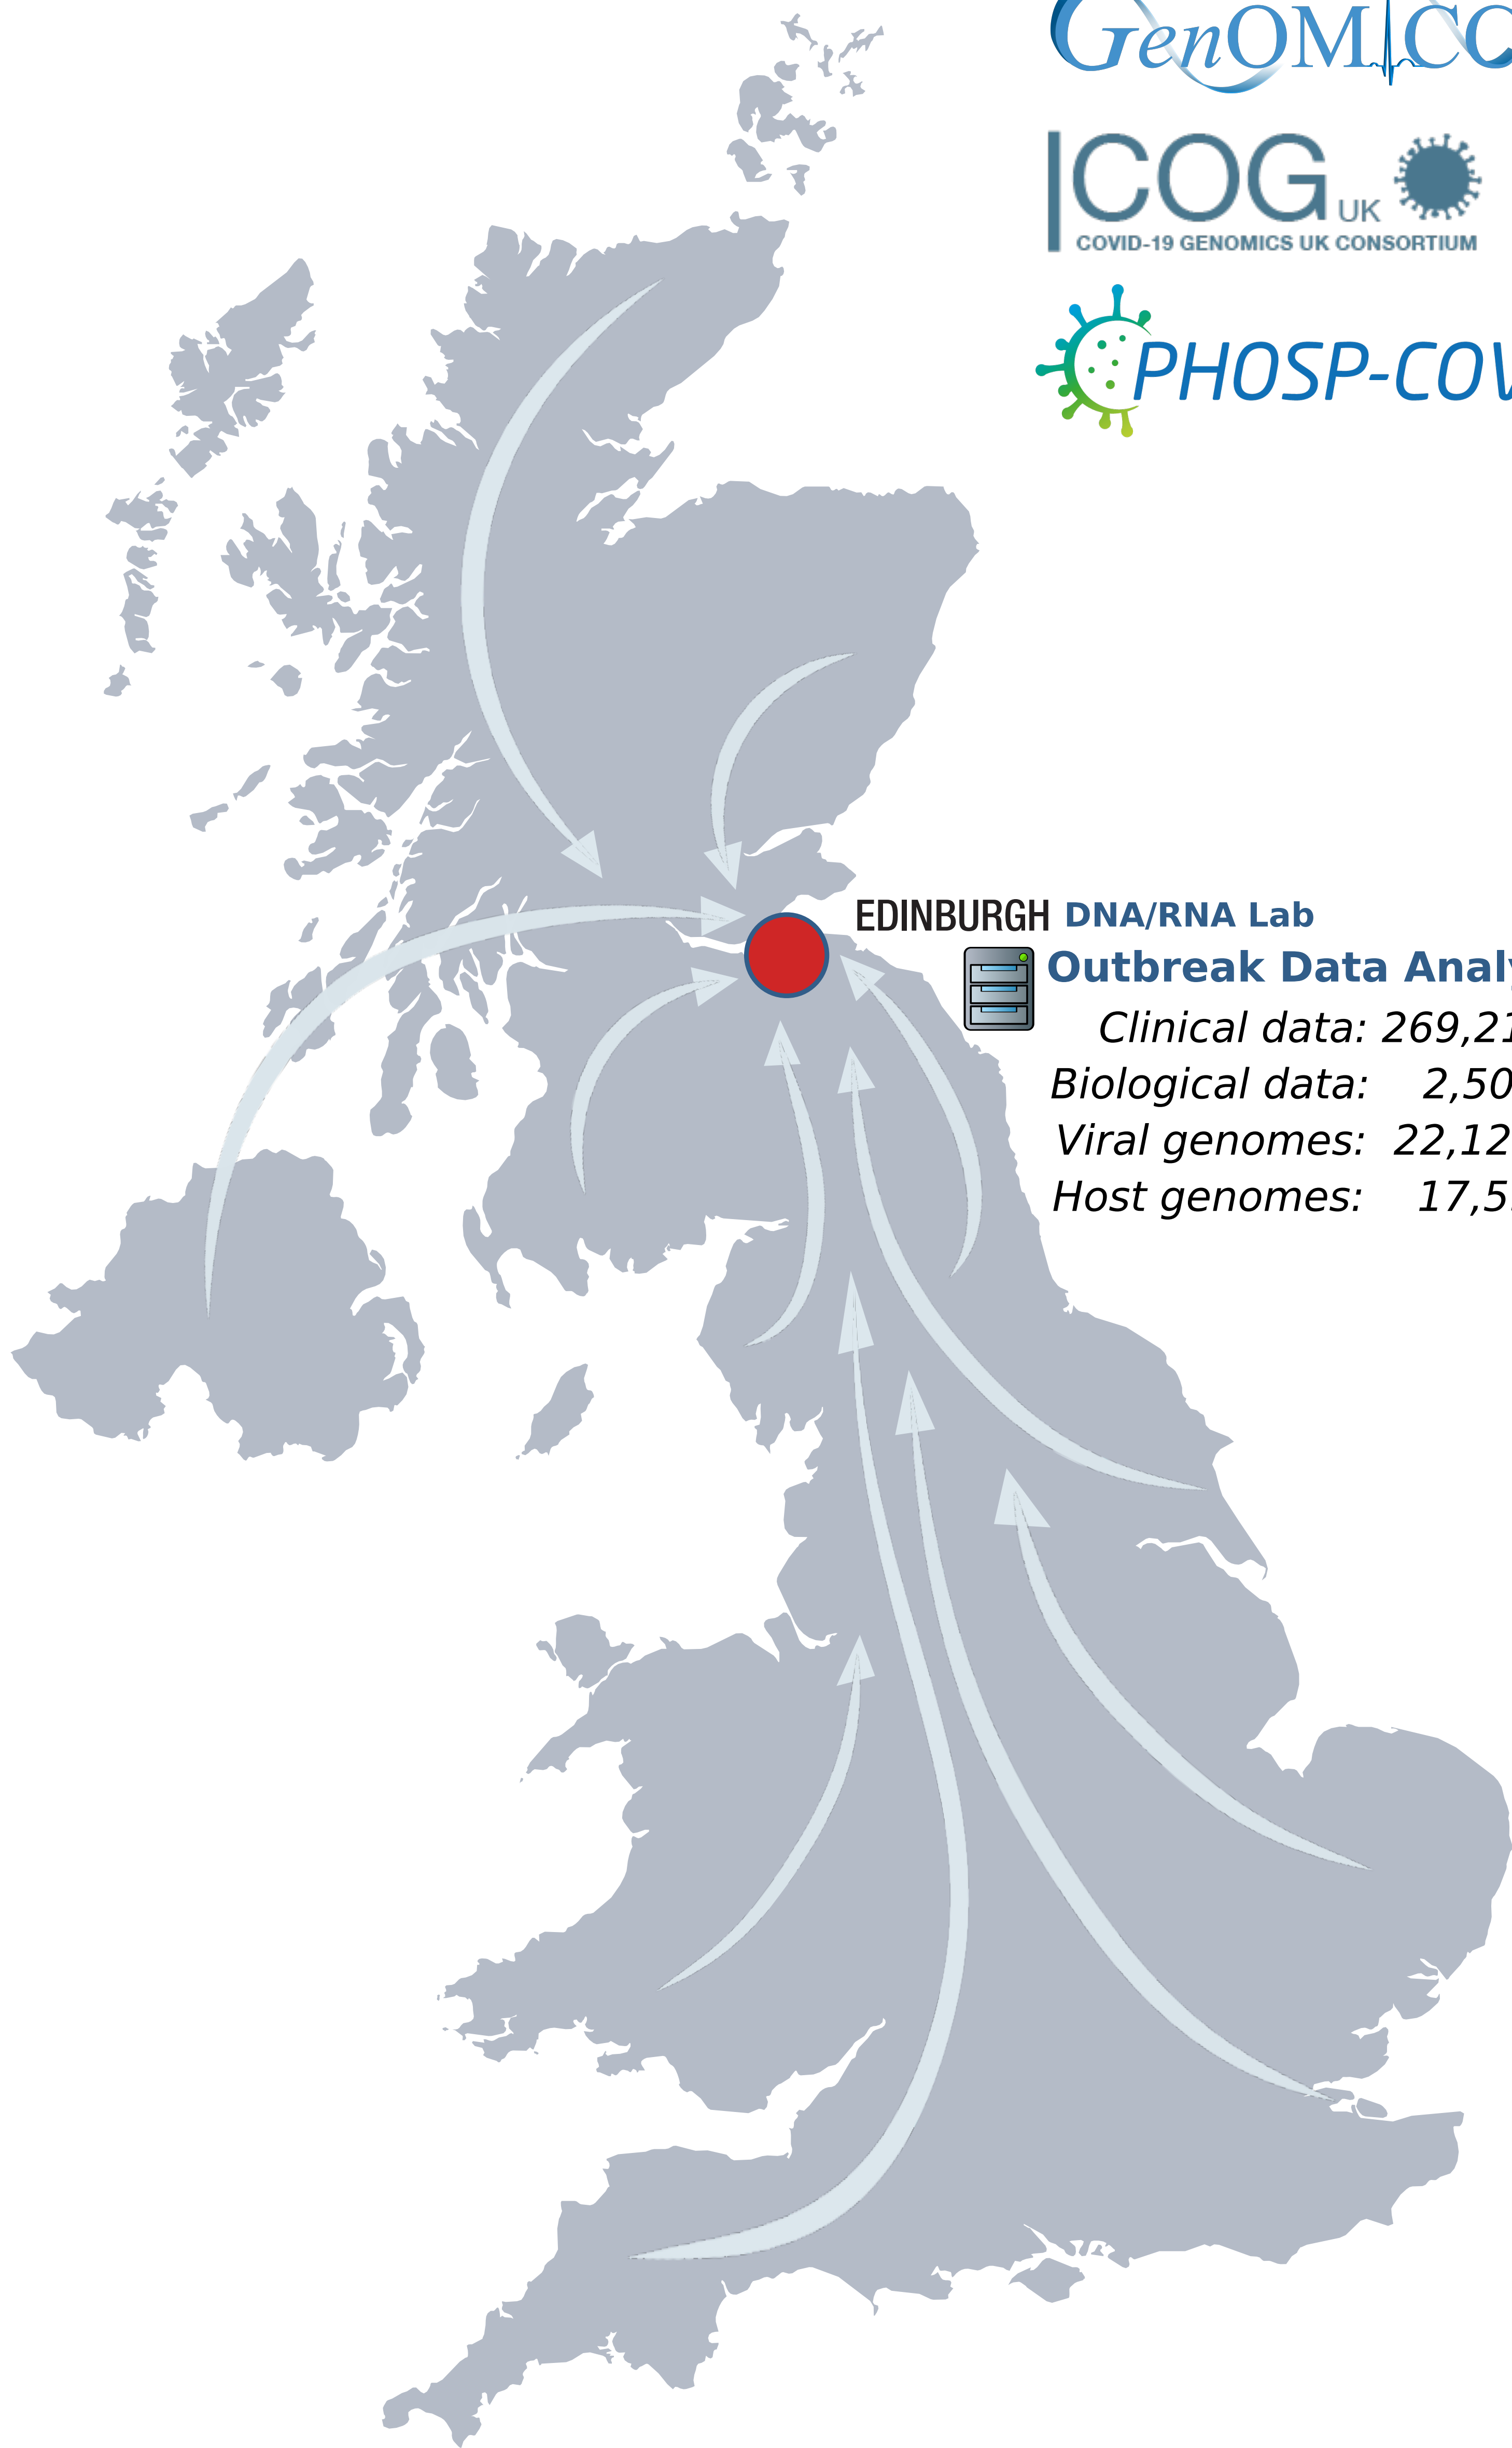 GenOMICC
COG UK
COVID-19 GENOMICS UK CONSORTIUM
PHOSP-COV
EDINBURGH DNA/RNA Lab
Outbreak Data Analy
Clinical data: 269,21
Biological data: 2,50
Viral genomes: 22,12
Host genomes: 17,5